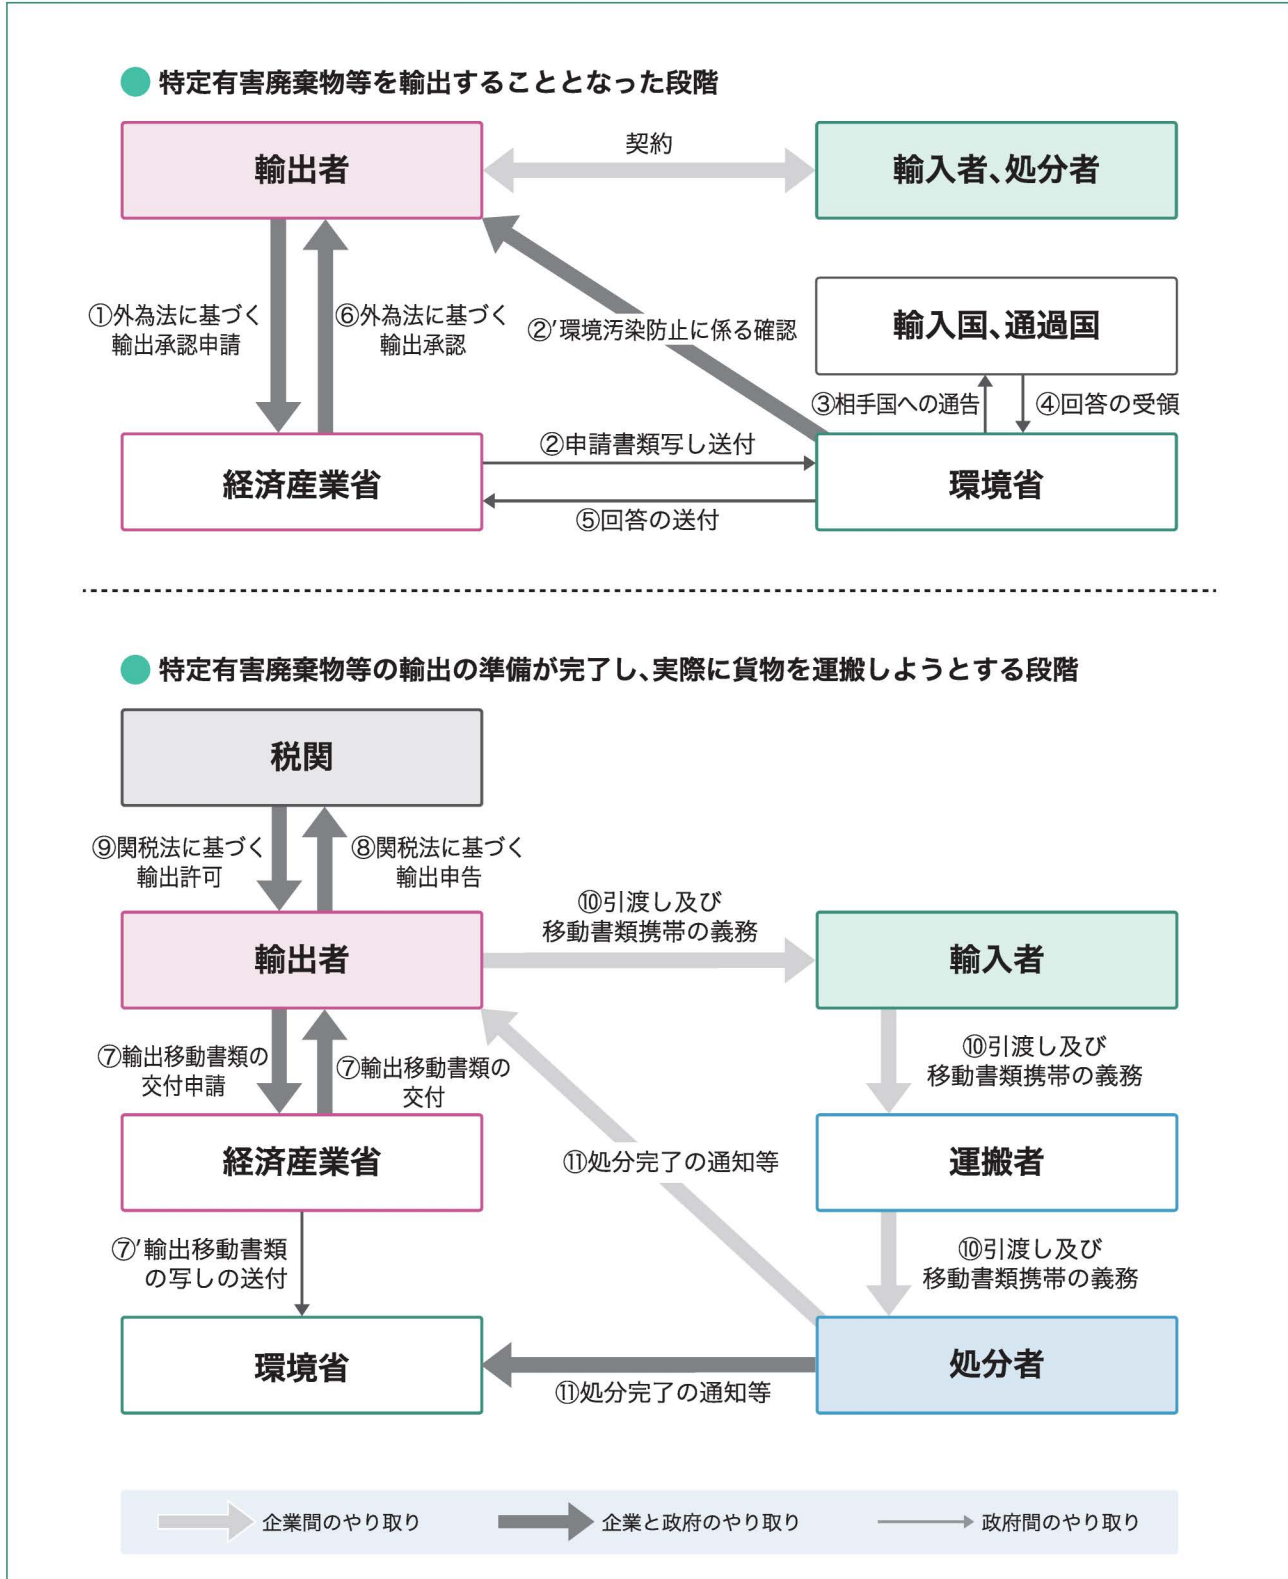 特定有害廃棄物等を輸出することとなった段階
輸出者
契約
輸入者、処分者
①外為法に基づく
輸出承認申請
⑥外為法に基づく
輸出承認
②′環境汚染防止に係る確認
輸入国、通過国
③相手国への通告
④回答の受領
経済産業省
②申請書類写し送付
⑤回答の送付
環境省
特定有害廃棄物等の輸出の準備が完了し、実際に貨物を運搬しようとする段階
税関
⑨関税法に基づく
輸出許可
⑧関税法に基づく
輸出申告
輸出者
⑩引渡し及び
移動書類携帯の義務
輸入者
⑦輸出移動書類の
交付申請
⑦輸出移動書類の
交付
⑩引渡し及び
移動書類携帯の義務
経済産業省
⑪処分完了の通知等
運搬者
⑦′輸出移動書類
の写しの送付
⑩引渡し及び
移動書類携帯の義務
環境省
⑪処分完了の通知等
処分者
企業間のやり取り
企業と政府のやり取り
政府間のやり取り